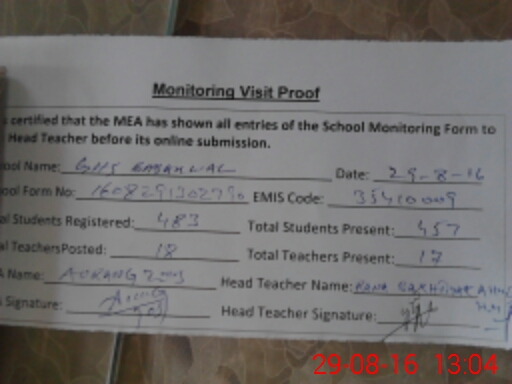 Monitoring Visit Proof
certified that the MEA has shown all entries of the School Monitoring Form to
Head Teacher before its online submission.
ool Name: GHS Date: 29-8-16
ool Form No: EMIS Code: 35410009
al Students Registered: 483 Total Students Present: 457
al TeachersPosted: 18 Total Teachers Present: 17
Name: Head Teacher Name: RANA
Signature: Head Teacher Signature:
29-08-16 13:04